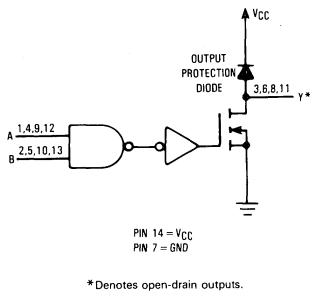 VCC
OUTPUT
PROTECTION
DIODE
3,6,8,11
Y*
1,4,9,12
A
2,5,10,13
B
PIN 14 = VCC
PIN 7 = GND
*Denotes open-drain outputs.